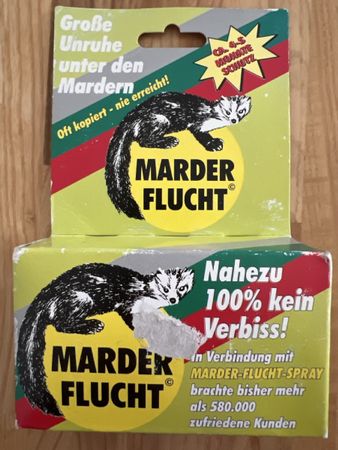 Große
Unruhe
unter den
Mardern
Oft kopiert - nie erreicht!
CA. 4-5
MONATE
SCHUTZ
MARDER
FLUCHT©
Nahezu
100% kein
Verbiss!
MARDER
FLUCHT©
in Verbindung mit
MARDER-FLUCHT-SPRAY
brachte bisher mehr
als 580.000
zufriedene Kunden